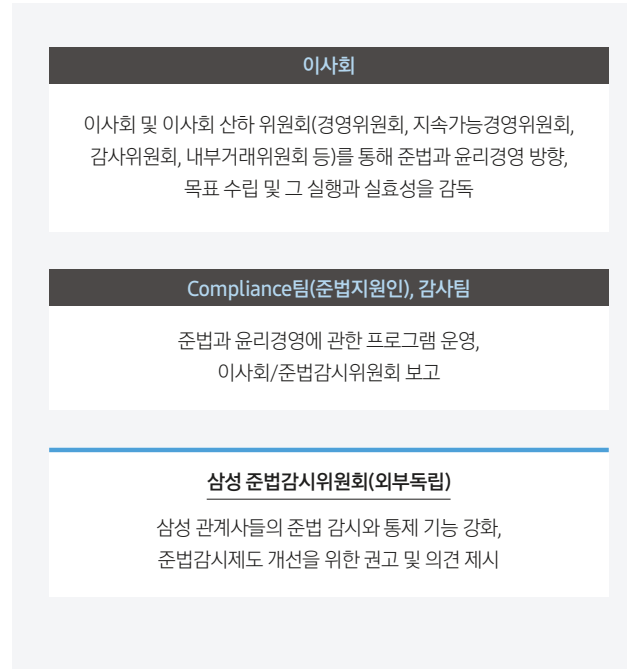 이사회
이사회 및 이사회 산하 위원회(경영위원회, 지속가능경영위원회,
감사위원회, 내부거래위원회 등)를 통해 준법과 윤리경영 방향,
목표 수립 및 그 실행과 실효성을 감독
Compliance팀(준법지원인), 감사팀
준법과 윤리경영에 관한 프로그램 운영,
이사회/준법감시위원회 보고
삼성 준법감시위원회(외부독립)
삼성 관계사들의 준법 감시와 통제 기능 강화,
준법감시제도 개선을 위한 권고 및 의견 제시